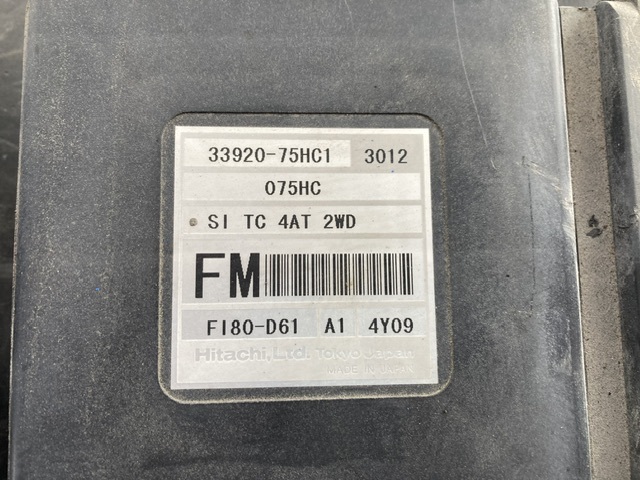 33920-75HC1 3012
075HC
SI TC 4AT 2WD
FM
FI80-D61 A1 4Y09
Hitachi,Ltd. Tokyo Japan
MADE IN JAPAN